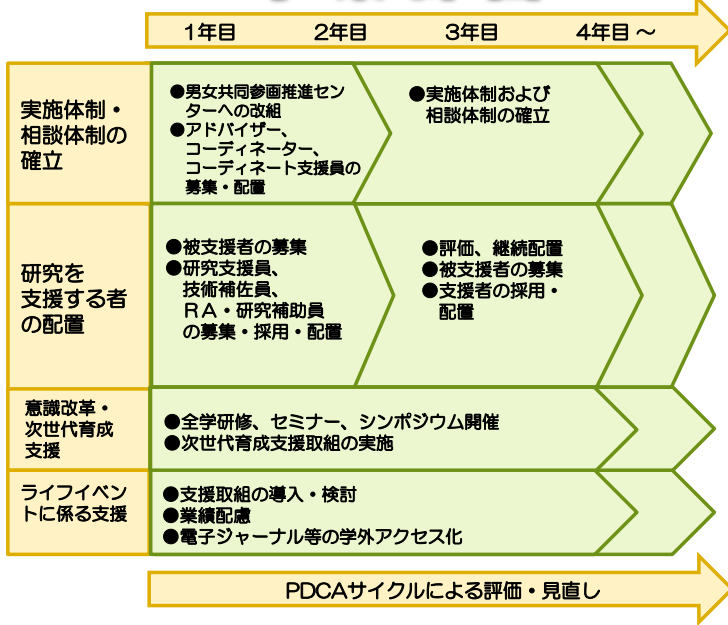 1年目 2年目 3年目 4年目～
実施体制・
相談体制の
確立
●男女共同参画推進セン
ターへの改組
●アドバイザー、
コーディネーター、
コーディネート支援員の
募集・配置
●実施体制および
相談体制の確立
研究を
支援する者
の配置
●被支援者の募集
●研究支援員、
技術補佐員、
ＲＡ・研究補助員
の募集・採用・配置
●評価、継続配置
●被支援者の募集
●支援者の採用・
配置
意識改革・
次世代育成
支援
●全学研修、セミナー、シンポジウム開催
●次世代育成支援取組の実施
ライフイベン
トに係る支援
●支援取組の導入・検討
●業績配慮
●電子ジャーナル等の学外アクセス化
PDCAサイクルによる評価・見直し